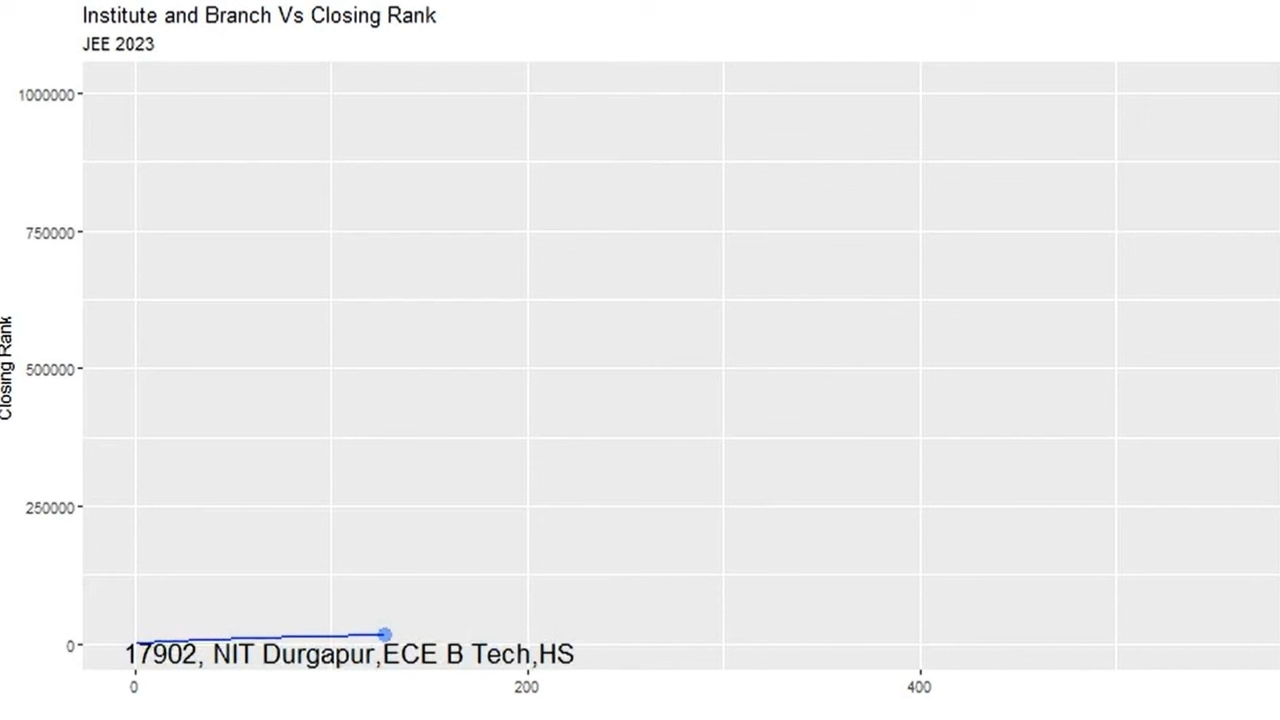 Institute and Branch Vs Closing Rank
JEE 2023
1000000
750000
500000
250000
0
Closing Rank
17902, NIT Durgapur,ECE B Tech,HS
0
200
400